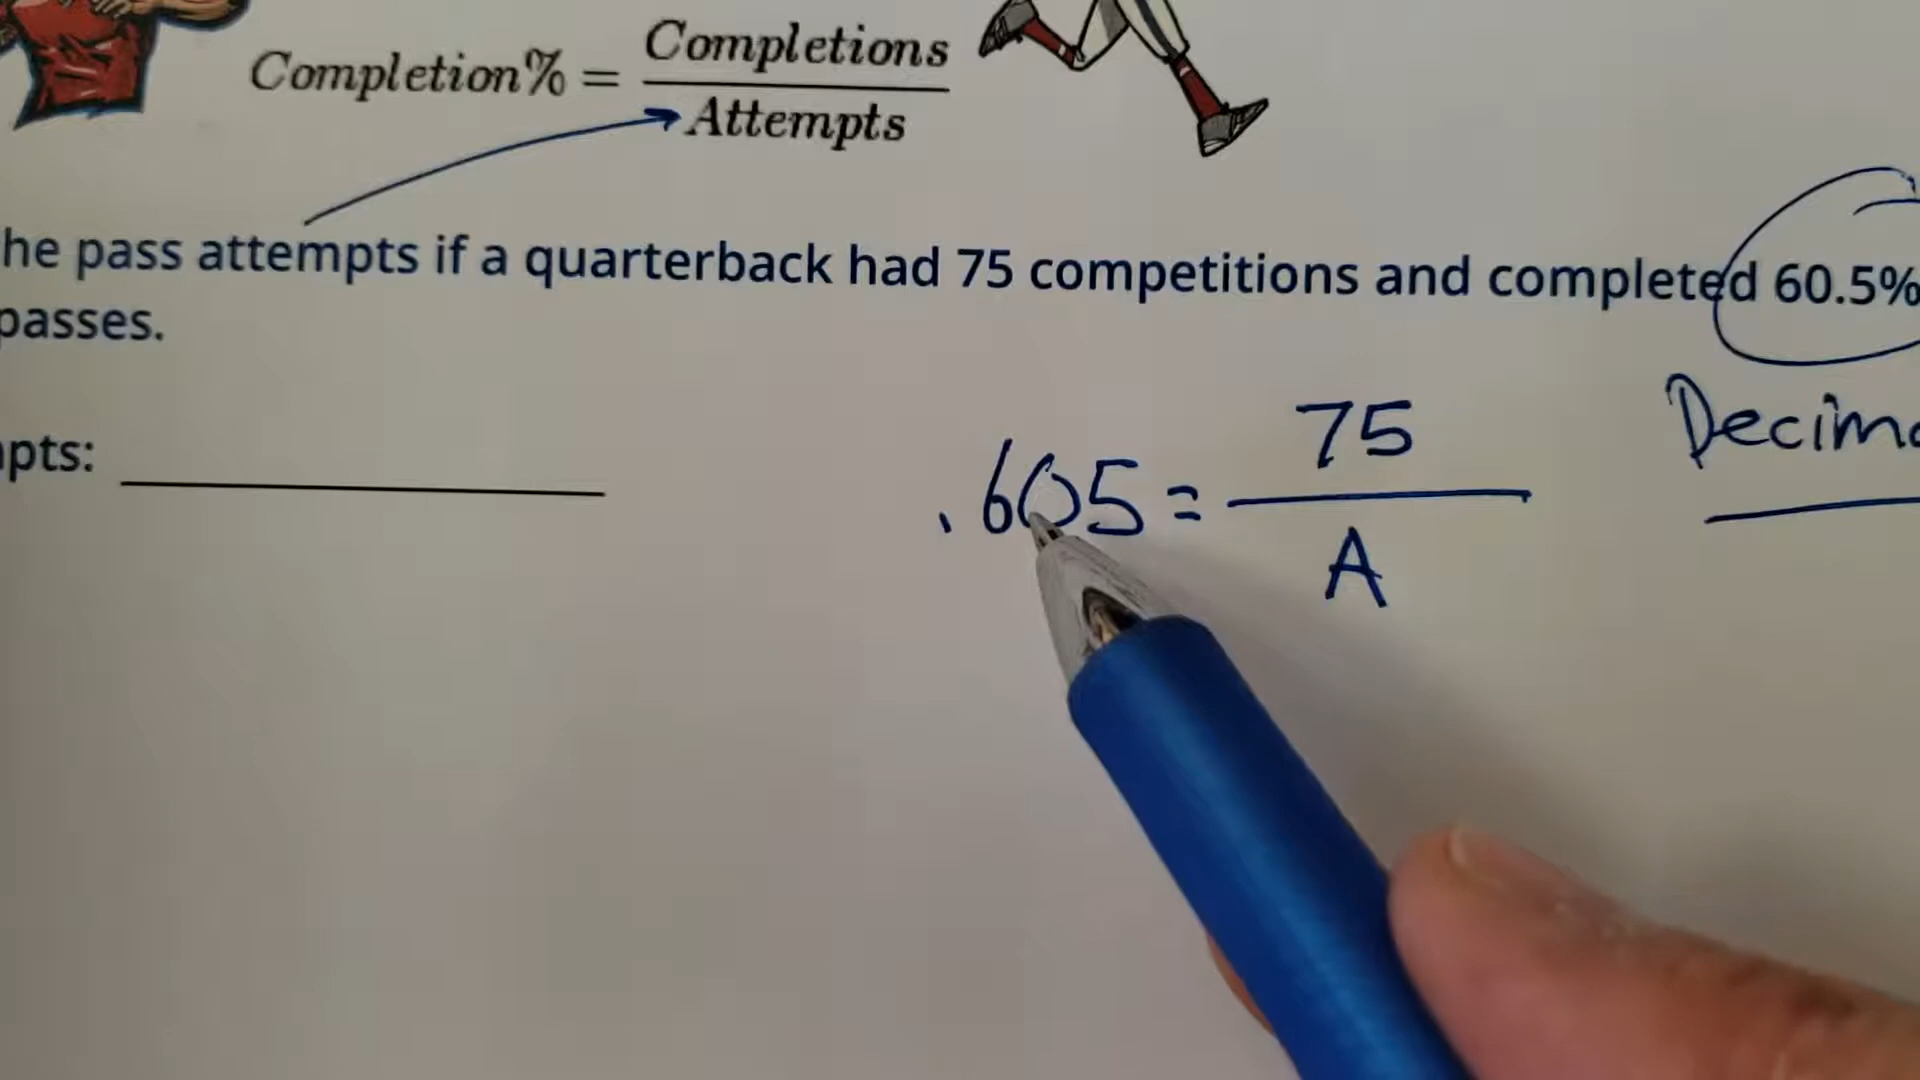 Completion% = Completions
Attempts
he pass attempts if a quarterback had 75 competitions and completed 60.5%
passes.
pts:
.605 = 75
A
Decim